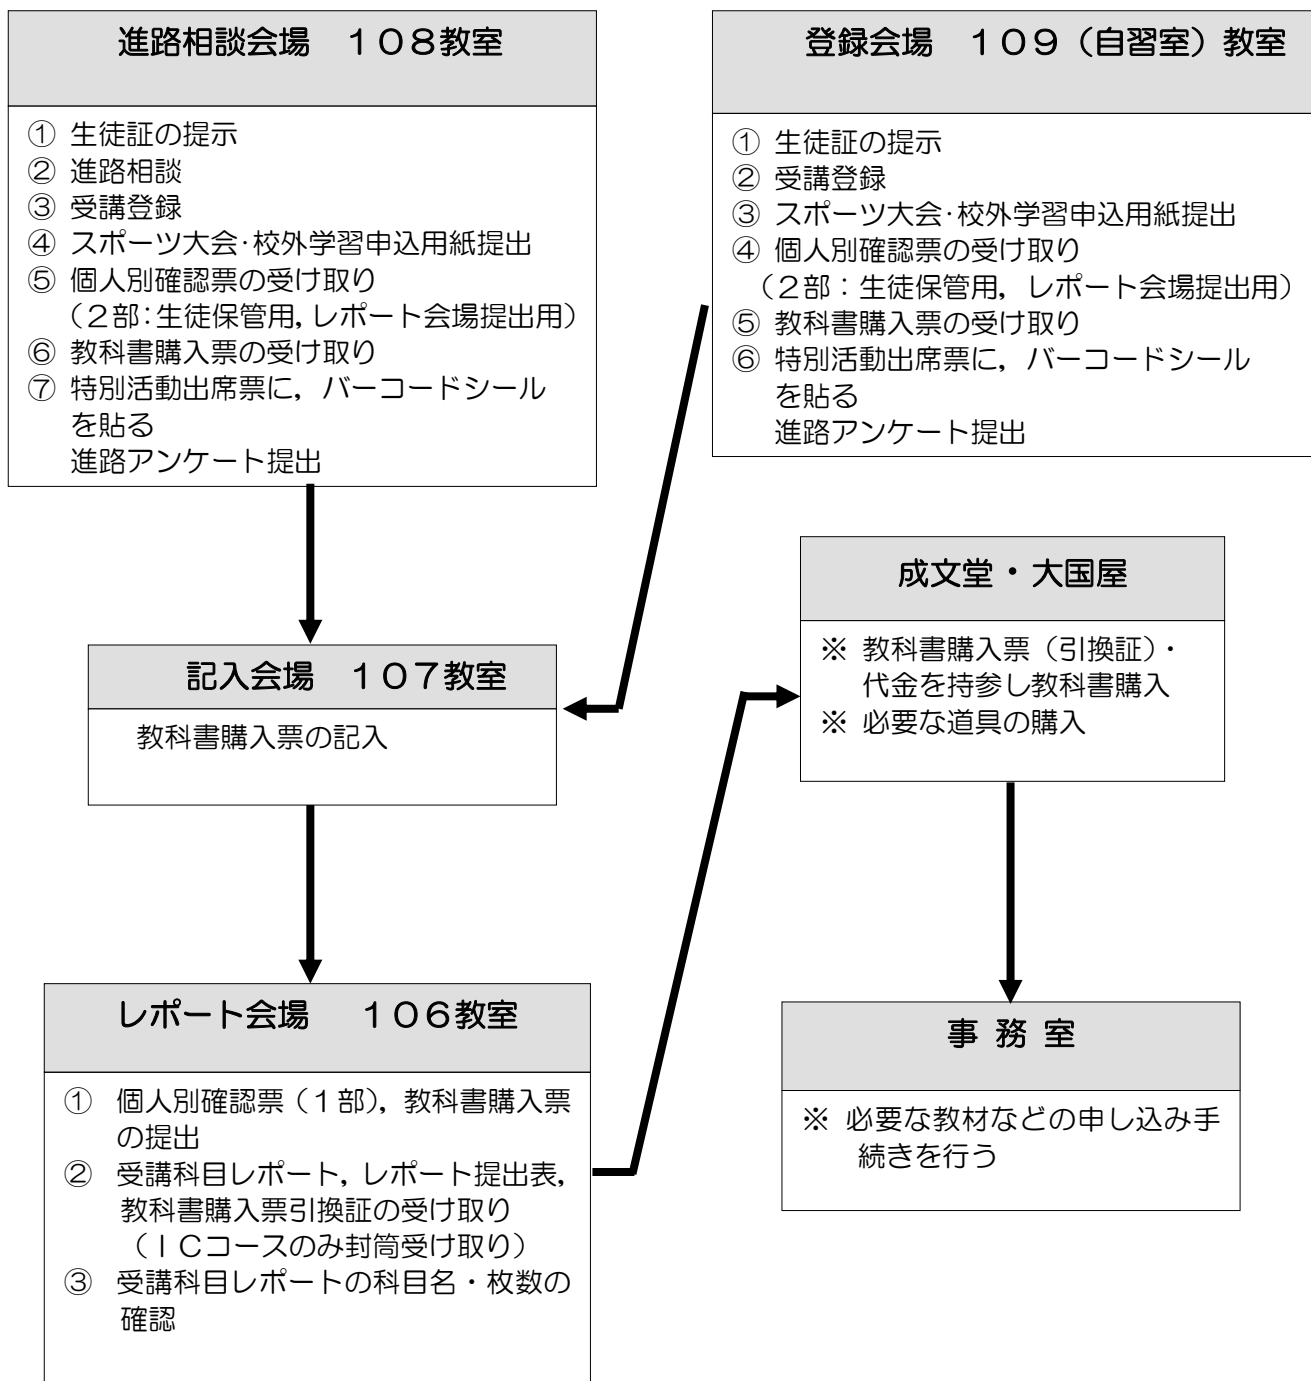 進路相談会場　１０８教室
① 生徒証の提示
② 進路相談
③ 受講登録
④ スポーツ大会・校外学習申込用紙提出
⑤ 個人別確認票の受け取り
（２部：生徒保管用，レポート会場提出用）
⑥ 教科書購入票の受け取り
⑦ 特別活動出席票に，バーコードシール
を貼る
進路アンケート提出
登録会場　１０９（自習室）教室
① 生徒証の提示
② 受講登録
③ スポーツ大会・校外学習申込用紙提出
④ 個人別確認票の受け取り
（２部：生徒保管用，レポート会場提出用）
⑤ 教科書購入票の受け取り
⑥ 特別活動出席票に，バーコードシール
を貼る
進路アンケート提出
記入会場　１０７教室
教科書購入票の記入
レポート会場　１０６教室
① 個人別確認票（１部），教科書購入票
の提出
② 受講科目レポート，レポート提出表，
教科書購入票引換証の受け取り
（ＩＣコースのみ封筒受け取り）
③ 受講科目レポートの科目名・枚数の
確認
成文堂・大国屋
※ 教科書購入票（引換証）・
代金を持参し教科書購入
※ 必要な道具の購入
事 務 室
※ 必要な教材などの申し込み手
続きを行う